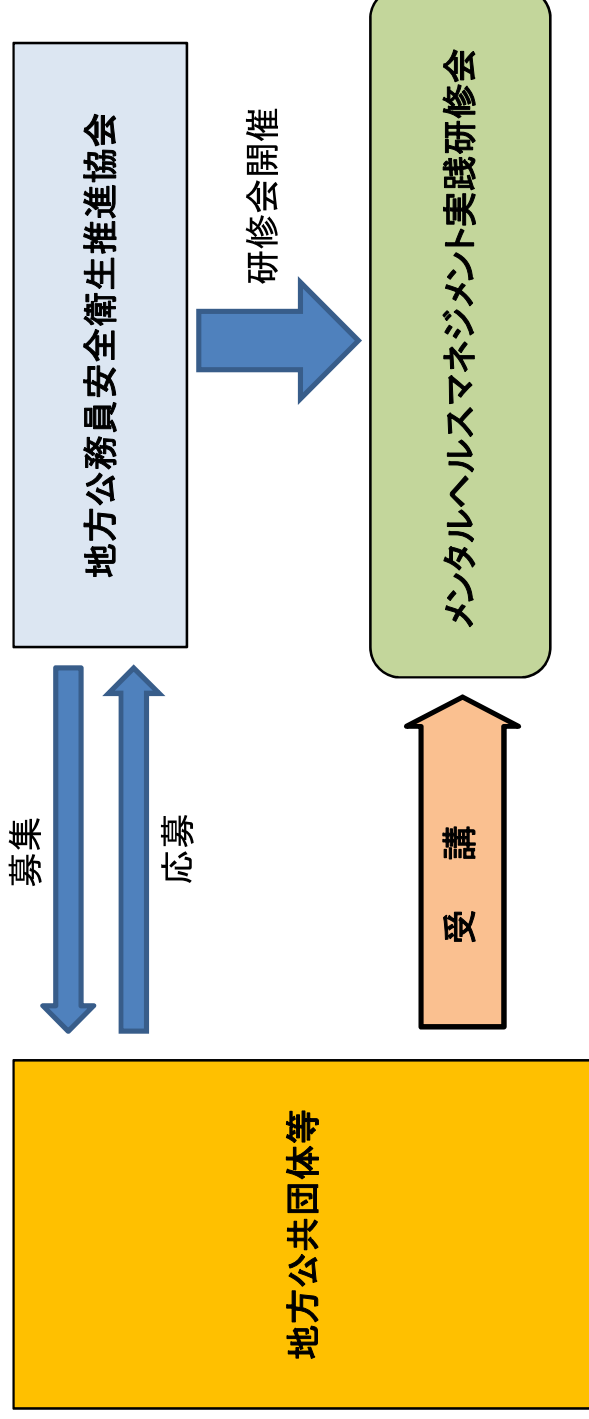 地方公務員安全衛生推進協会
募集
応募
研修会開催
地方公共団体等
受 講
メンタルヘルスマネジメント実践研修会